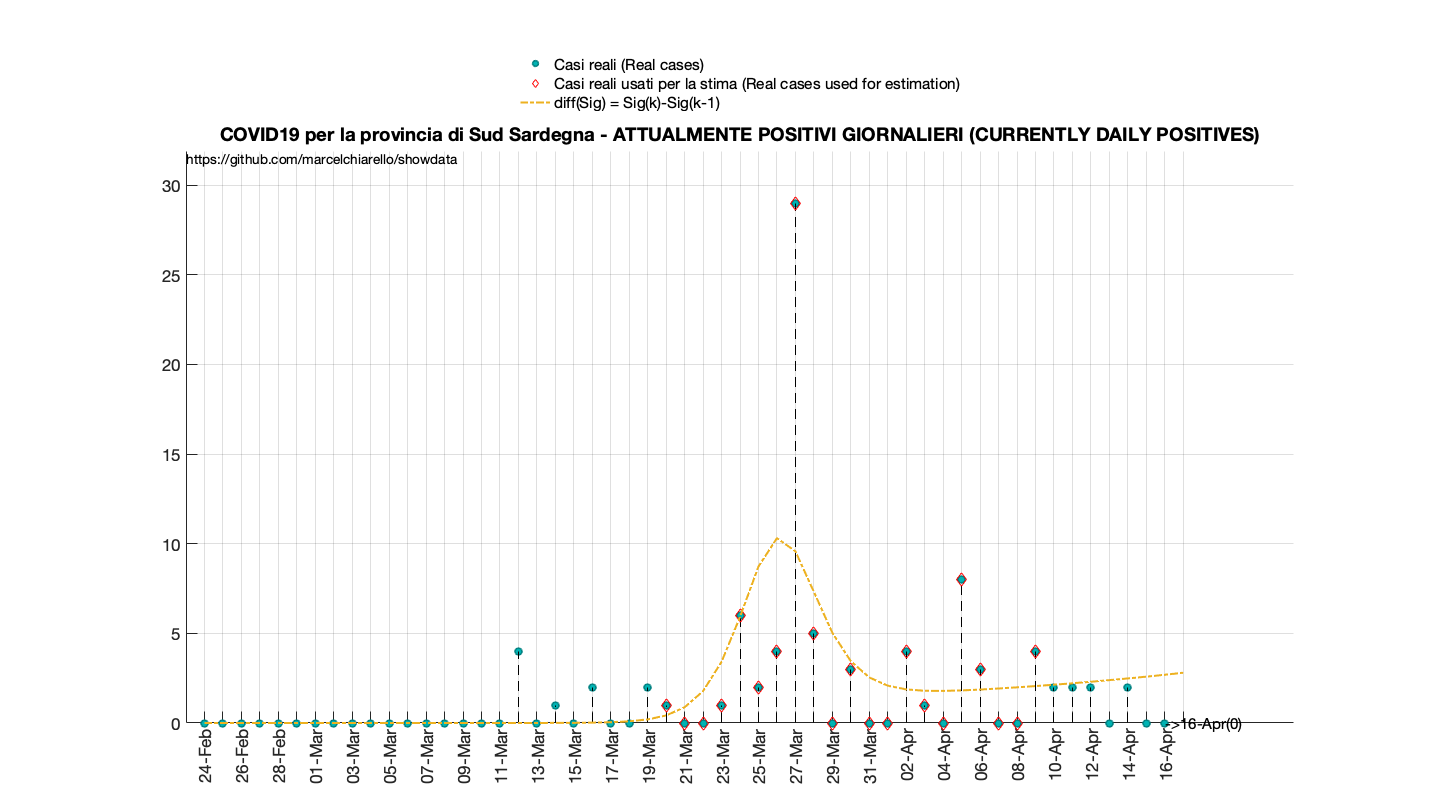 Casi reali (Real cases)
Casi reali usati per la stima (Real cases used for estimation)
diff(Sig) = Sig(k)-Sig(k-1)
COVID19 per la provincia di Sud Sardegna - ATTUALMENTE POSITIVI GIORNALIERI (CURRENTLY DAILY POSITIVES)
https://github.com/marcelchiarello/showdata
30
25
20
15
10
5
0
->16-Apr(0)
24-Feb
26-Feb
28-Feb
01-Mar
03-Mar
05-Mar
07-Mar
09-Mar
11-Mar
13-Mar
15-Mar
17-Mar
19-Mar
21-Mar
23-Mar
25-Mar
27-Mar
29-Mar
31-Mar
02-Apr
04-Apr
06-Apr
08-Apr
10-Apr
12-Apr
14-Apr
16-Apr